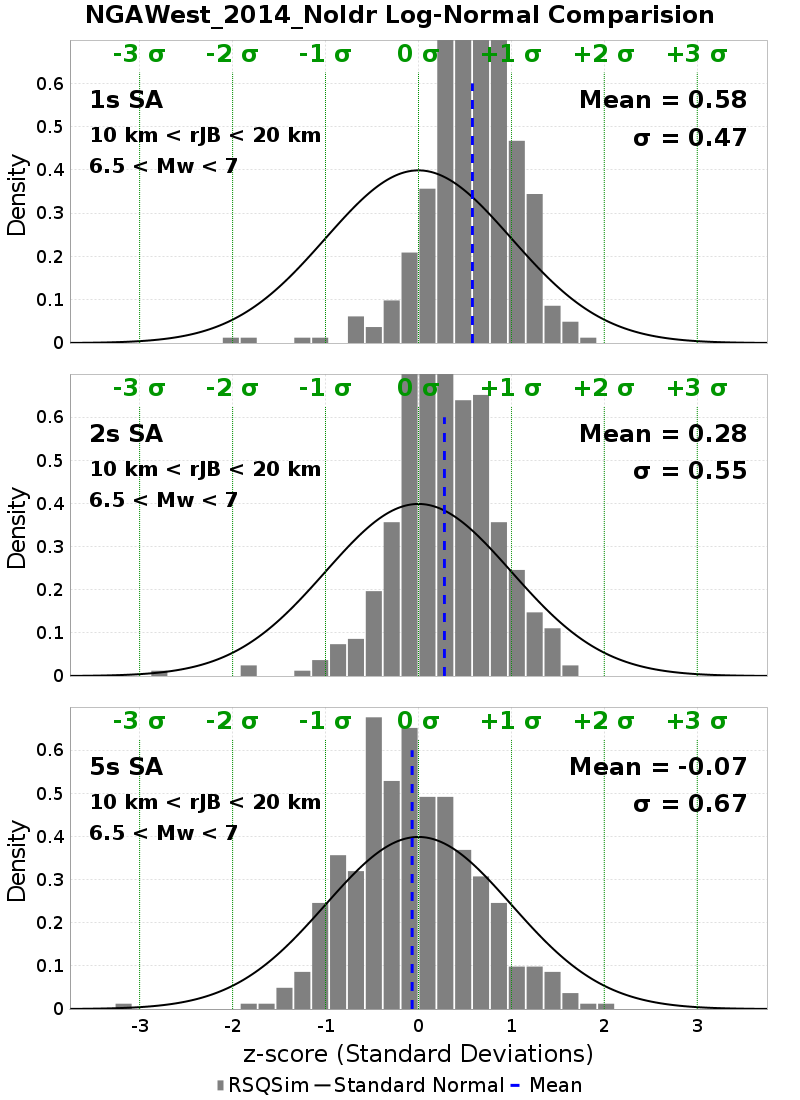 NGAWest_2014_NoIdr Log-Normal Comparision
-3 σ -2 σ -1 σ 0 σ +1 σ +2 σ +3 σ
1s SA Mean = 0.58
10 km < rJB < 20 km σ = 0.47
6.5 < Mw < 7
0.6
0.5
0.4
0.3
0.2
0.1
0
Density
-3 σ -2 σ -1 σ 0 σ +1 σ +2 σ +3 σ
2s SA Mean = 0.28
10 km < rJB < 20 km σ = 0.55
6.5 < Mw < 7
0.6
0.5
0.4
0.3
0.2
0.1
0
Density
-3 σ -2 σ -1 σ 0 σ +1 σ +2 σ +3 σ
5s SA Mean = -0.07
10 km < rJB < 20 km σ = 0.67
6.5 < Mw < 7
0.6
0.5
0.4
0.3
0.2
0.1
0
Density
-3 -2 -1 0 1 2 3
z-score (Standard Deviations)
RSQSim Standard Normal Mean